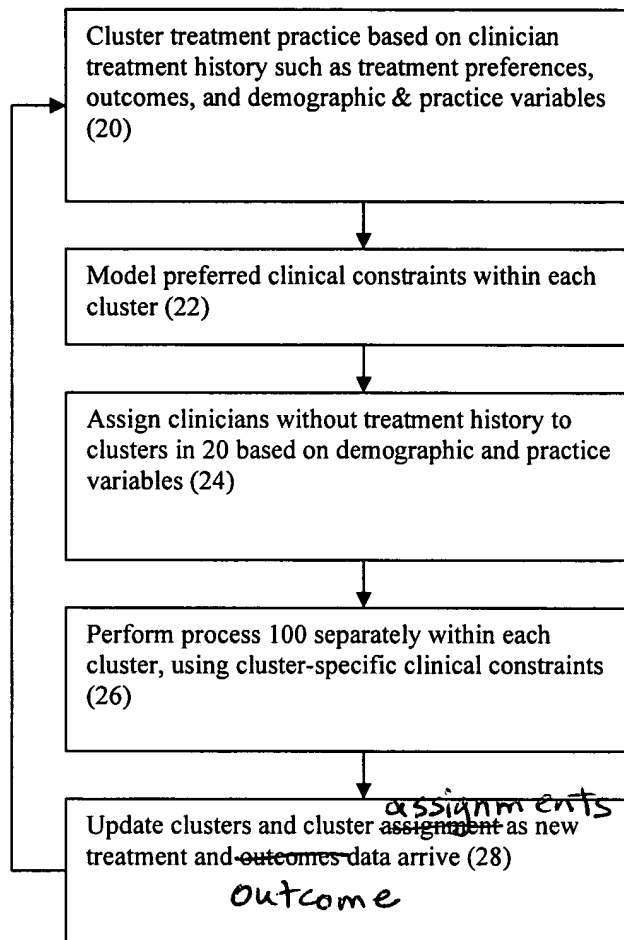 Cluster treatment practice based on clinician
treatment history such as treatment preferences,
outcomes, and demographic & practice variables
(20)
Model preferred clinical constraints within each
cluster (22)
Assign clinicians without treatment history to
clusters in 20 based on demographic and practice
variables (24)
Perform process 100 separately within each
cluster, using cluster-specific clinical constraints
(26)
assignments
Update clusters and cluster assignment as new
treatment and outcomes data arrive (28)
outcome